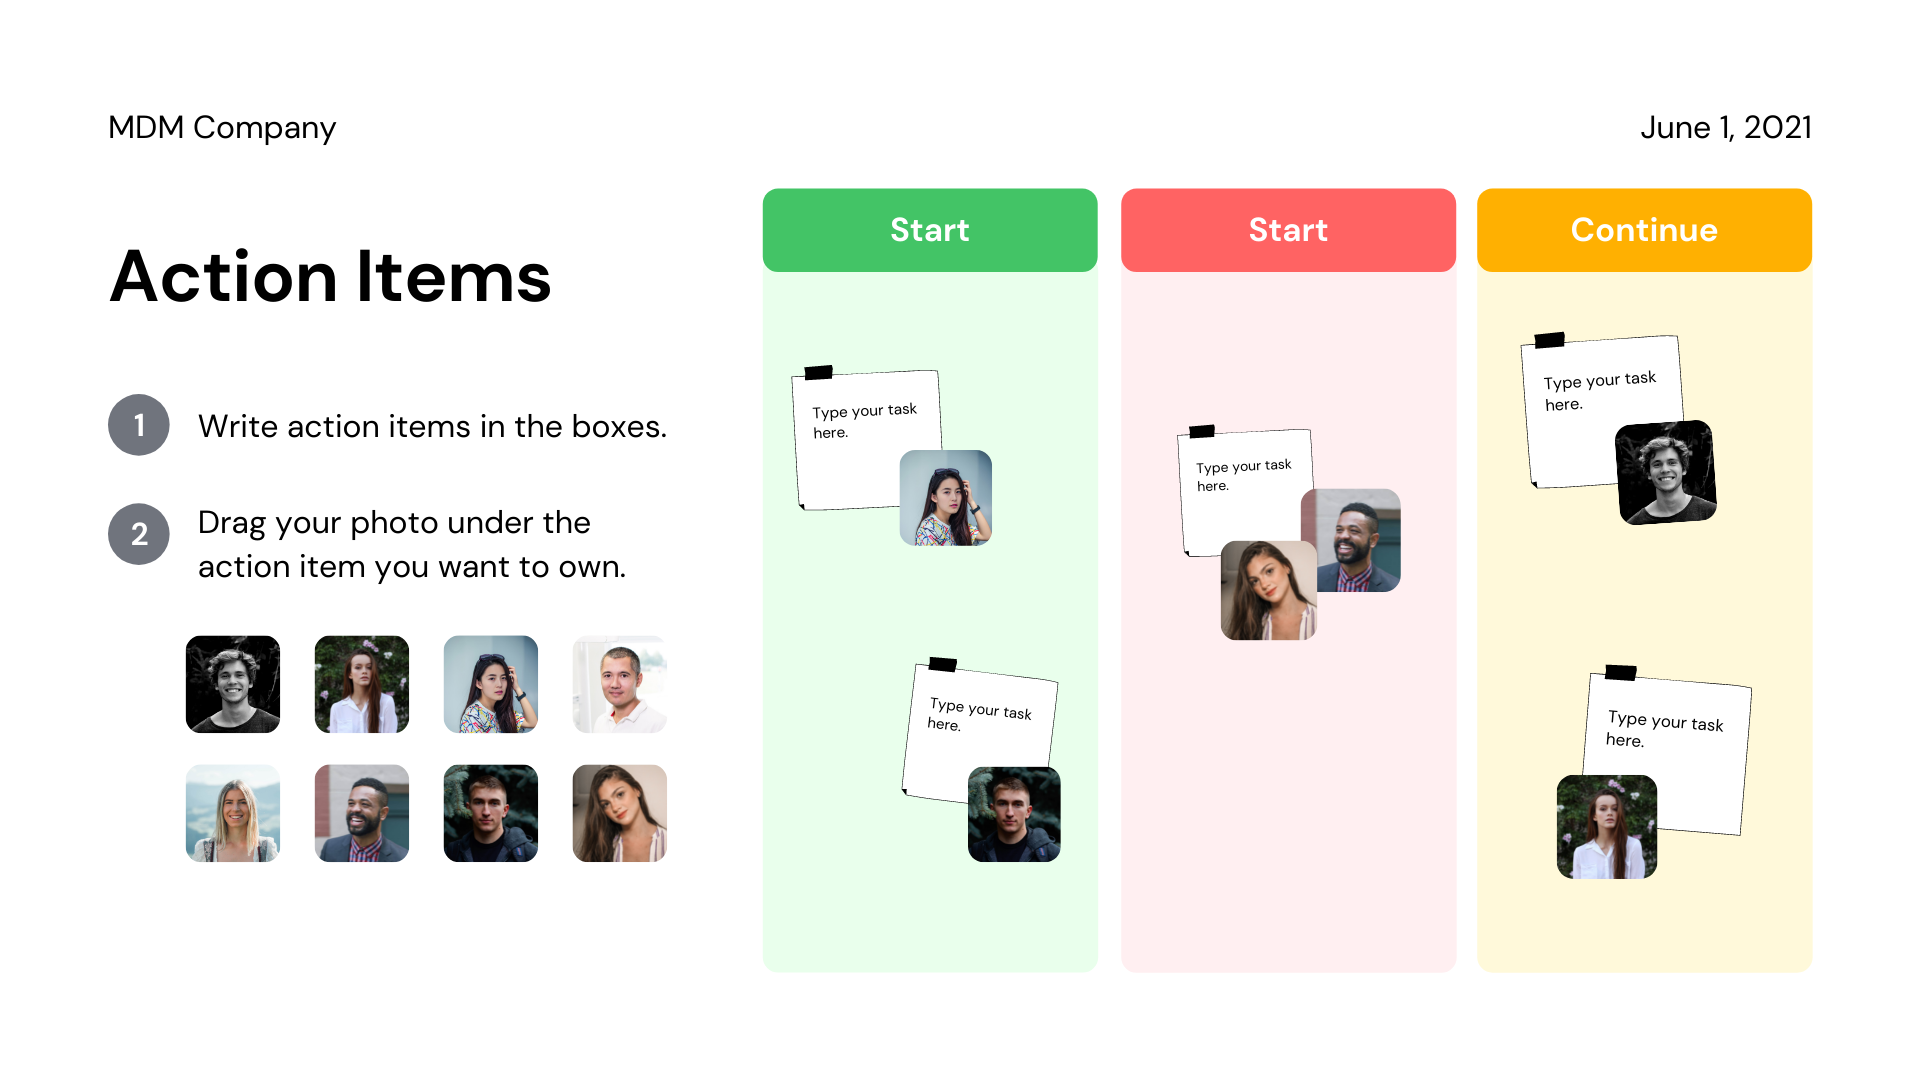 MDM Company
June 1, 2021
Action Items
1
Write action items in the boxes.
2
Drag your photo under the
action item you want to own.
Start
Type your task
here.
Type your task
here.
Start
Type your task
here.
Continue
Type your task
here.
Type your task
here.